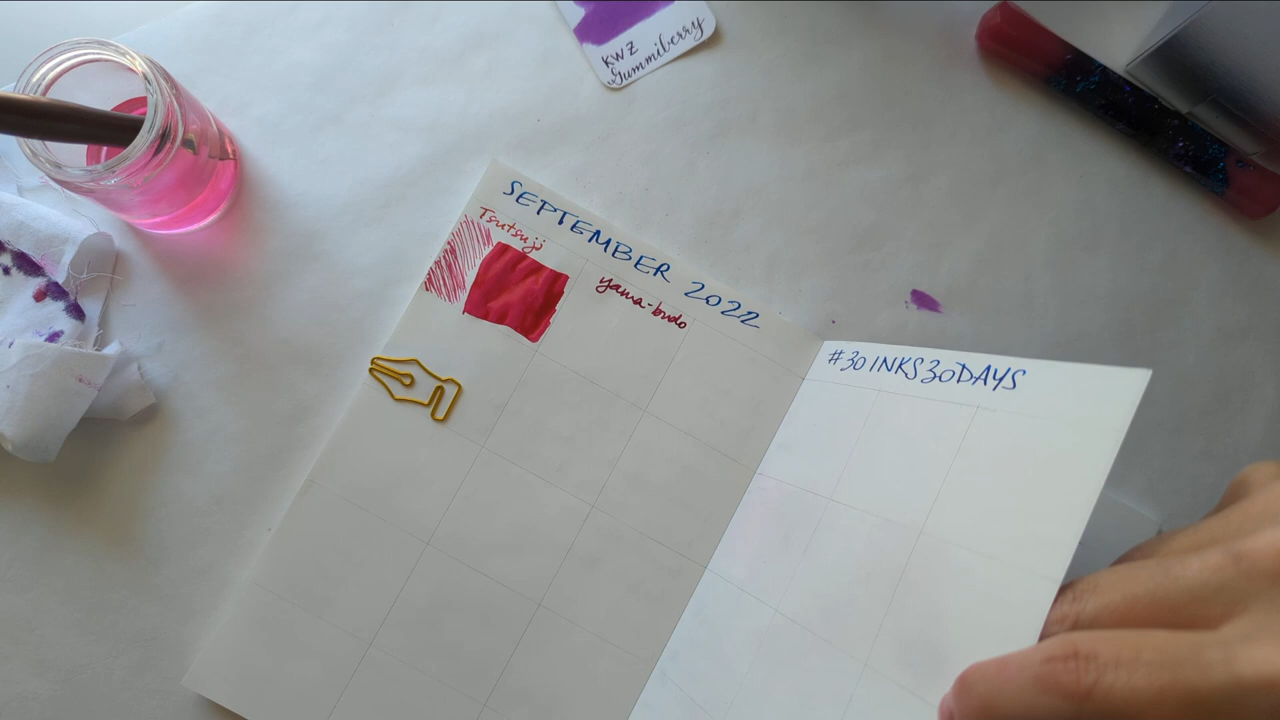 KWZ
Gummiberry
SEPTEMBER 2022
Tsutsuji
yama-budo
#30INKS30DAYS